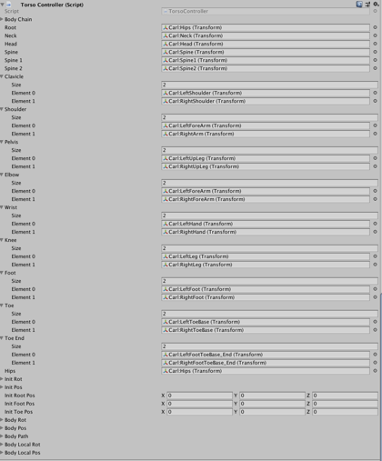 Torso Controller (Script)
Script TorsoController
Body Chain
Root Carl:Hips (Transform)
Neck Carl:Neck (Transform)
Head Carl:Head (Transform)
Spine Carl:Spine (Transform)
Spine 1 Carl:Spine1 (Transform)
Spine 2 Carl:Spine2 (Transform)
Clavicle
Size 2
Element 0 Carl:LeftShoulder (Transform)
Element 1 Carl:RightShoulder (Transform)
Shoulder
Size 2
Element 0 Carl:LeftForeArm (Transform)
Element 1 Carl:RightArm (Transform)
Pelvis
Size 2
Element 0 Carl:LeftUpLeg (Transform)
Element 1 Carl:RightUpLeg (Transform)
Elbow
Size 2
Element 0 Carl:LeftForeArm (Transform)
Element 1 Carl:RightForeArm (Transform)
Wrist
Size 2
Element 0 Carl:LeftHand (Transform)
Element 1 Carl:RightHand (Transform)
Knee
Size 2
Element 0 Carl:LeftLeg (Transform)
Element 1 Carl:RightLeg (Transform)
Foot
Size 2
Element 0 Carl:LeftFoot (Transform)
Element 1 Carl:RightFoot (Transform)
Toe
Size 2
Element 0 Carl:LeftToeBase (Transform)
Element 1 Carl:RightToeBase (Transform)
Toe End
Size 2
Element 0 Carl:LeftFootToeBase_End (Transform)
Element 1 Carl:RightFootToeBase_End (Transform)
Hips Carl:Hips (Transform)
Init Rot
Init Pos
Init Root Pos X 0 Y 0 Z 0
Init Foot Pos X 0 Y 0 Z 0
Init Toe Pos X 0 Y 0 Z 0
Body Rot
Body Pos
Body Path
Body Local Rot
Body Local Pos